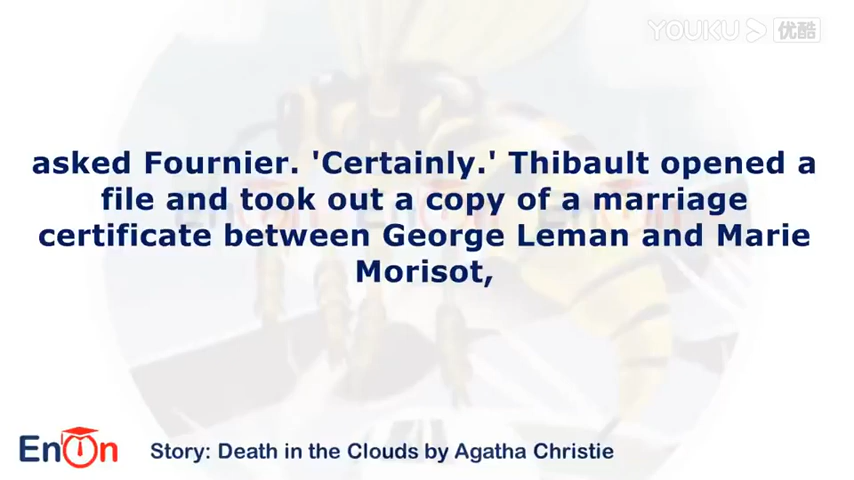 YOUKU 优酷
asked Fournier. 'Certainly.' Thibault opened a
file and took out a copy of a marriage
certificate between George Leman and Marie
Morisot,
EnOn
Story: Death in the Clouds by Agatha Christie